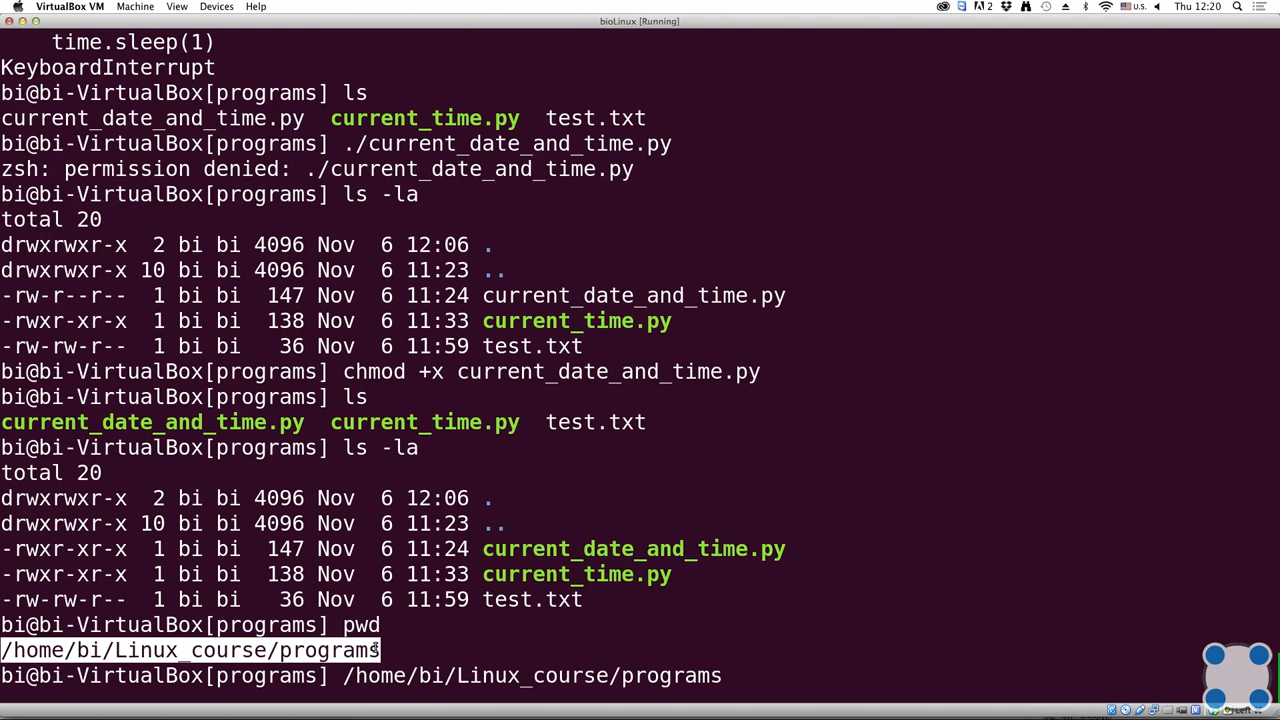 VirtualBox VM Machine View Devices Help 2 U.S. Thu 12:20
bioLinux [Running]
    time.sleep(1)
KeyboardInterrupt
bi@bi-VirtualBox[programs] ls
current_date_and_time.py  current_time.py  test.txt
bi@bi-VirtualBox[programs] ./current_date_and_time.py
zsh: permission denied: ./current_date_and_time.py
bi@bi-VirtualBox[programs] ls -la
total 20
drwxrwxr-x  2 bi bi 4096 Nov  6 12:06 .
drwxrwxr-x 10 bi bi 4096 Nov  6 11:23 ..
-rw-r--r--  1 bi bi  147 Nov  6 11:24 current_date_and_time.py
-rwxr-xr-x  1 bi bi  138 Nov  6 11:33 current_time.py
-rw-rw-r--  1 bi bi   36 Nov  6 11:59 test.txt
bi@bi-VirtualBox[programs] chmod +x current_date_and_time.py
bi@bi-VirtualBox[programs] ls
current_date_and_time.py  current_time.py  test.txt
bi@bi-VirtualBox[programs] ls -la
total 20
drwxrwxr-x  2 bi bi 4096 Nov  6 12:06 .
drwxrwxr-x 10 bi bi 4096 Nov  6 11:23 ..
-rwxr-xr-x  1 bi bi  147 Nov  6 11:24 current_date_and_time.py
-rwxr-xr-x  1 bi bi  138 Nov  6 11:33 current_time.py
-rw-rw-r--  1 bi bi   36 Nov  6 11:59 test.txt
bi@bi-VirtualBox[programs] pwd
/home/bi/Linux_course/programs
bi@bi-VirtualBox[programs] /home/bi/Linux_course/programs
Left